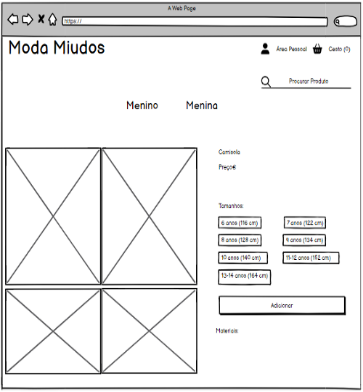 A Web Page
https://
Moda Miudos
Área Pessoal
Cesto (0)
Procurar Produto
Menino
Menina
Camisola
Preço€
Tamanhos:
6 anos (116 cm)
7 anos (122 cm)
8 anos (128 cm)
9 anos (134 cm)
10 anos (140 cm)
11-12 anos (152 cm)
13-14 anos (164 cm)
Adicionar
Materiais